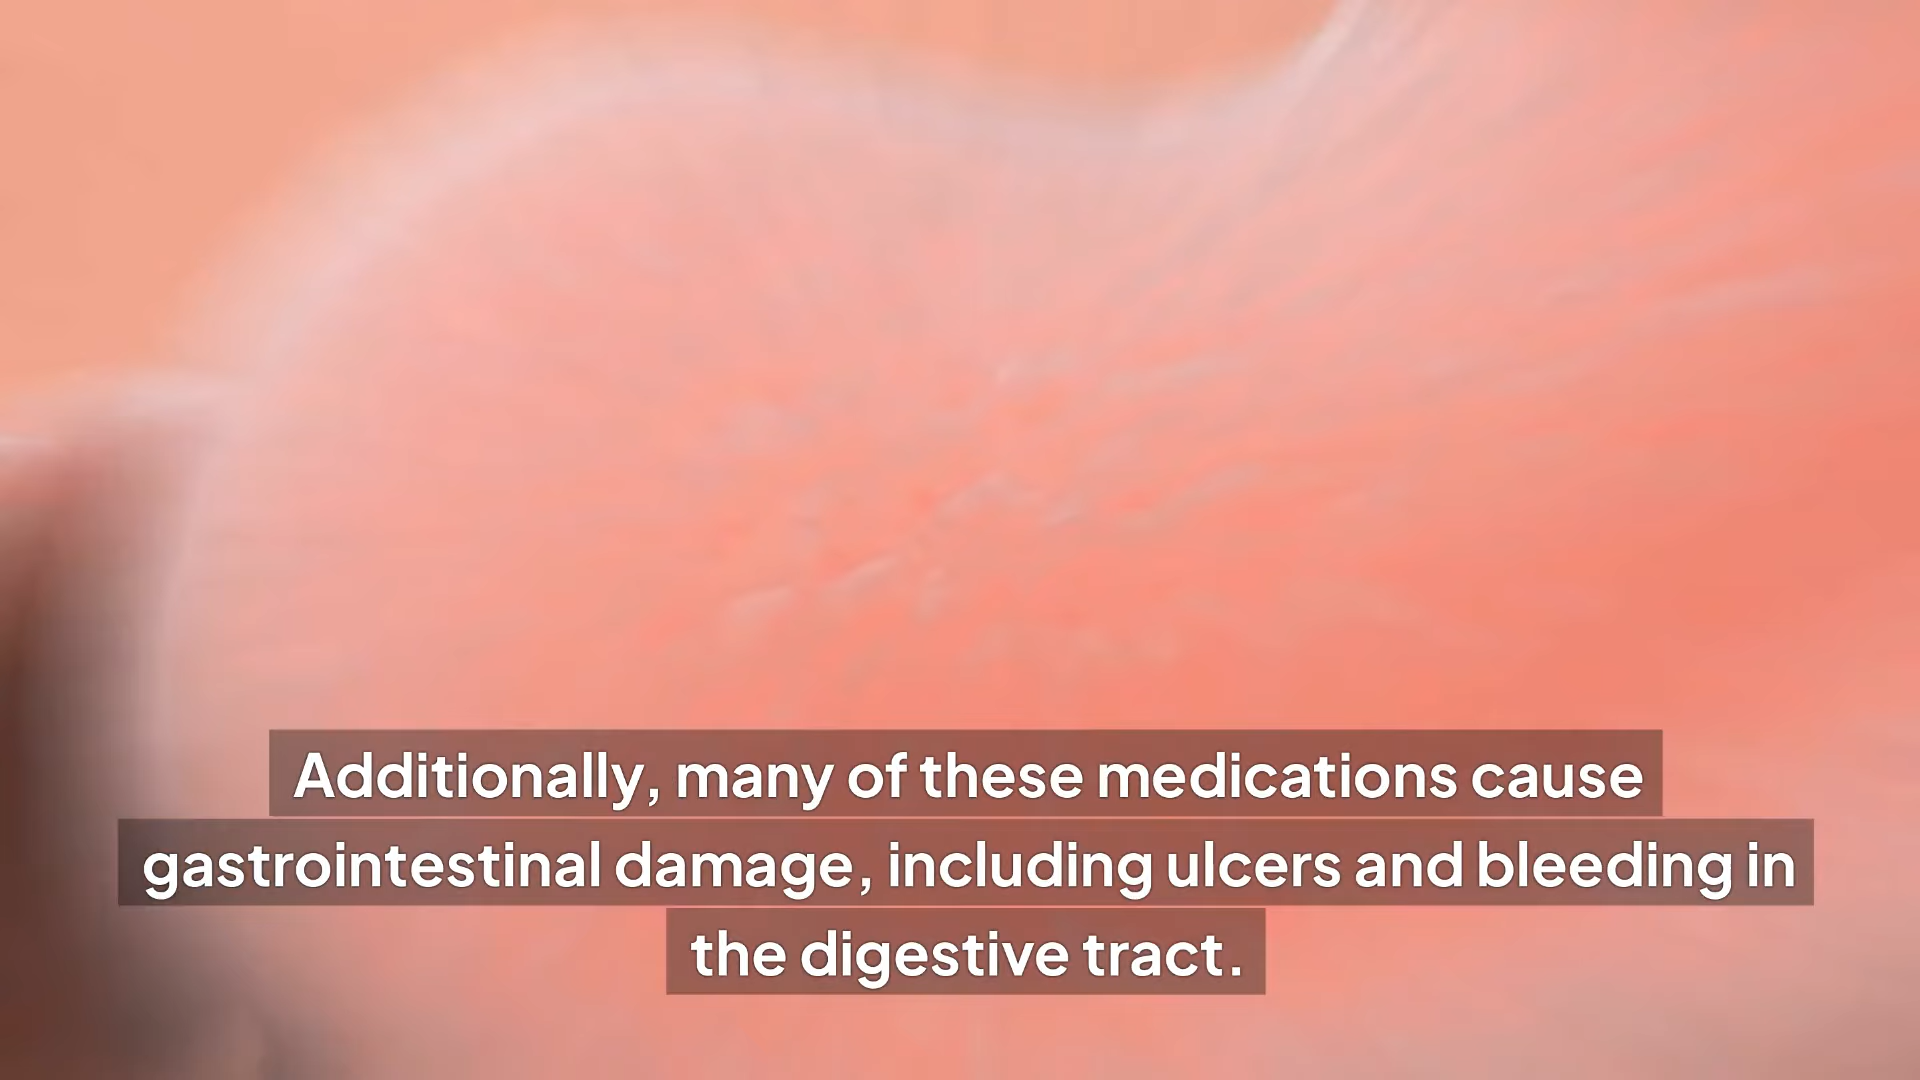 Additionally, many of these medications cause
gastrointestinal damage, including ulcers and bleeding in
the digestive tract.